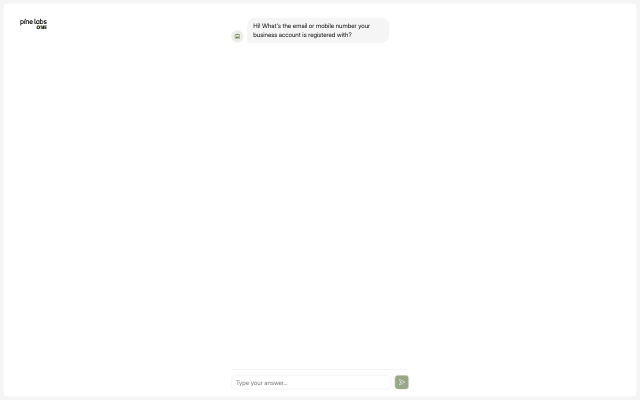 pine labs
one
Hi! What's the email or mobile number your
business account is registered with?
Type your answer...